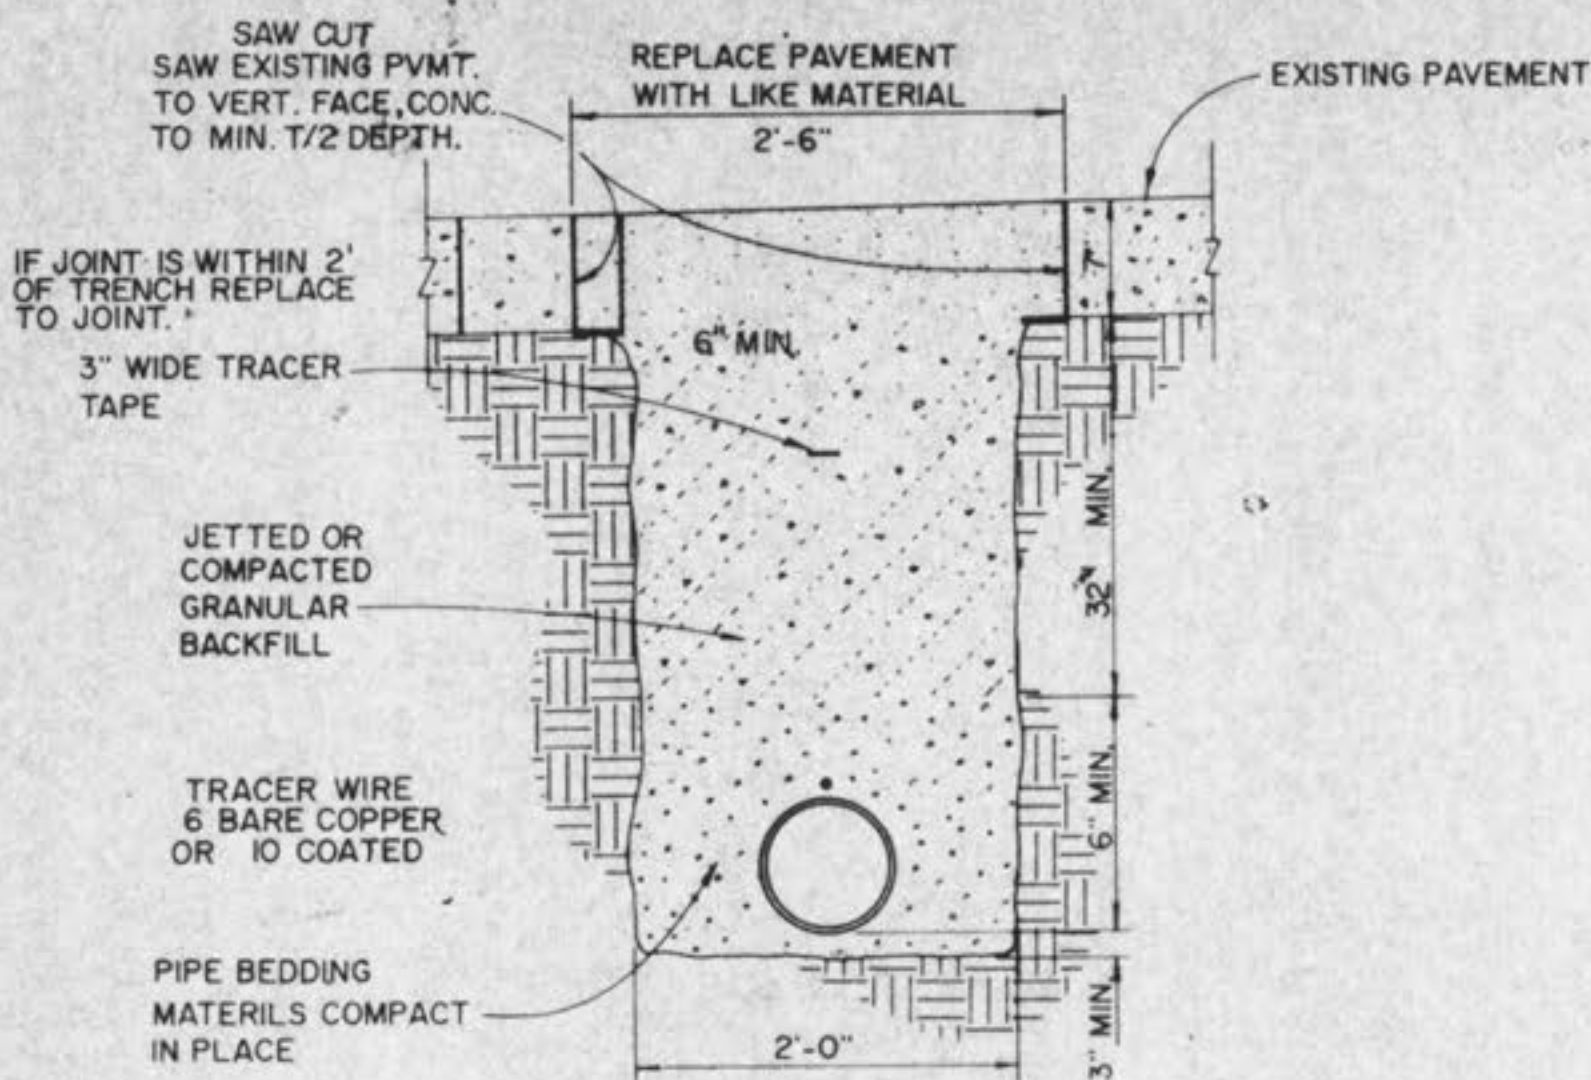 SAW CUT
SAW EXISTING PVMT.
TO VERT. FACE, CONC.
TO MIN. T/2 DEPTH.
REPLACE PAVEMENT
WITH LIKE MATERIAL
2'-6"
EXISTING PAVEMENT
IF JOINT IS WITHIN 2'
OF TRENCH REPLACE
TO JOINT.
7"
6" MIN.
3" WIDE TRACER
TAPE
32" MIN.
JETTED OR
COMPACTED
GRANULAR
BACKFILL
TRACER WIRE
6 BARE COPPER
OR 10 COATED
6" MIN.
PIPE BEDDING
MATERILS COMPACT
IN PLACE
2'-0"
3" MIN.